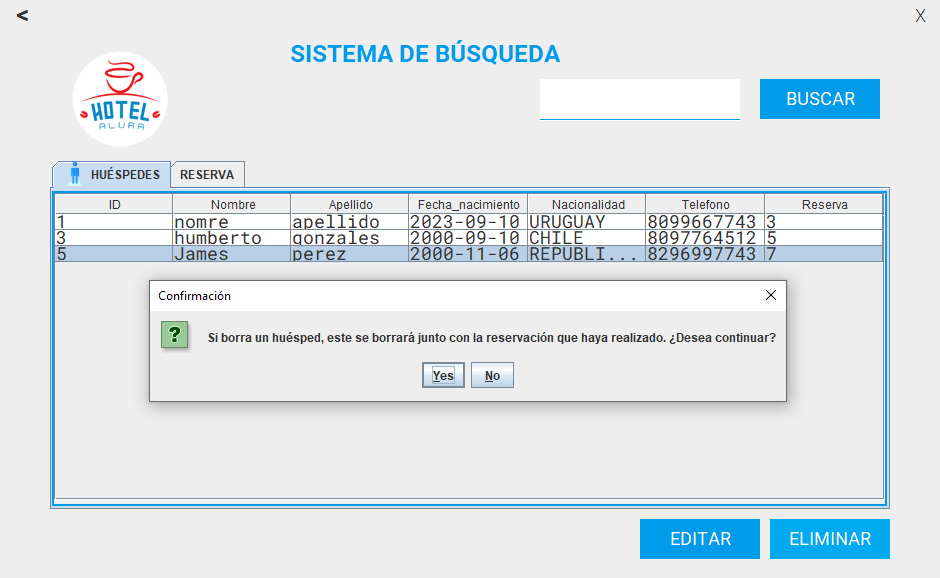 < X
SISTEMA DE BÚSQUEDA
HOTEL
ALURA
BUSCAR
HUÉSPEDES RESERVA
ID Nombre Apellido Fecha_nacimiento Nacionalidad Telefono Reserva
1 nomre apellido 2023-09-10 URUGUAY 8099667743 3
3 humberto gonzales 2000-09-10 CHILE 8097764512 5
5 James perez 2000-11-06 REPUBLI... 8296997743 7
Confirmación
?
Si borra un huésped, este se borrará junto con la reservación que haya realizado. ¿Desea continuar?
Yes No
EDITAR ELIMINAR